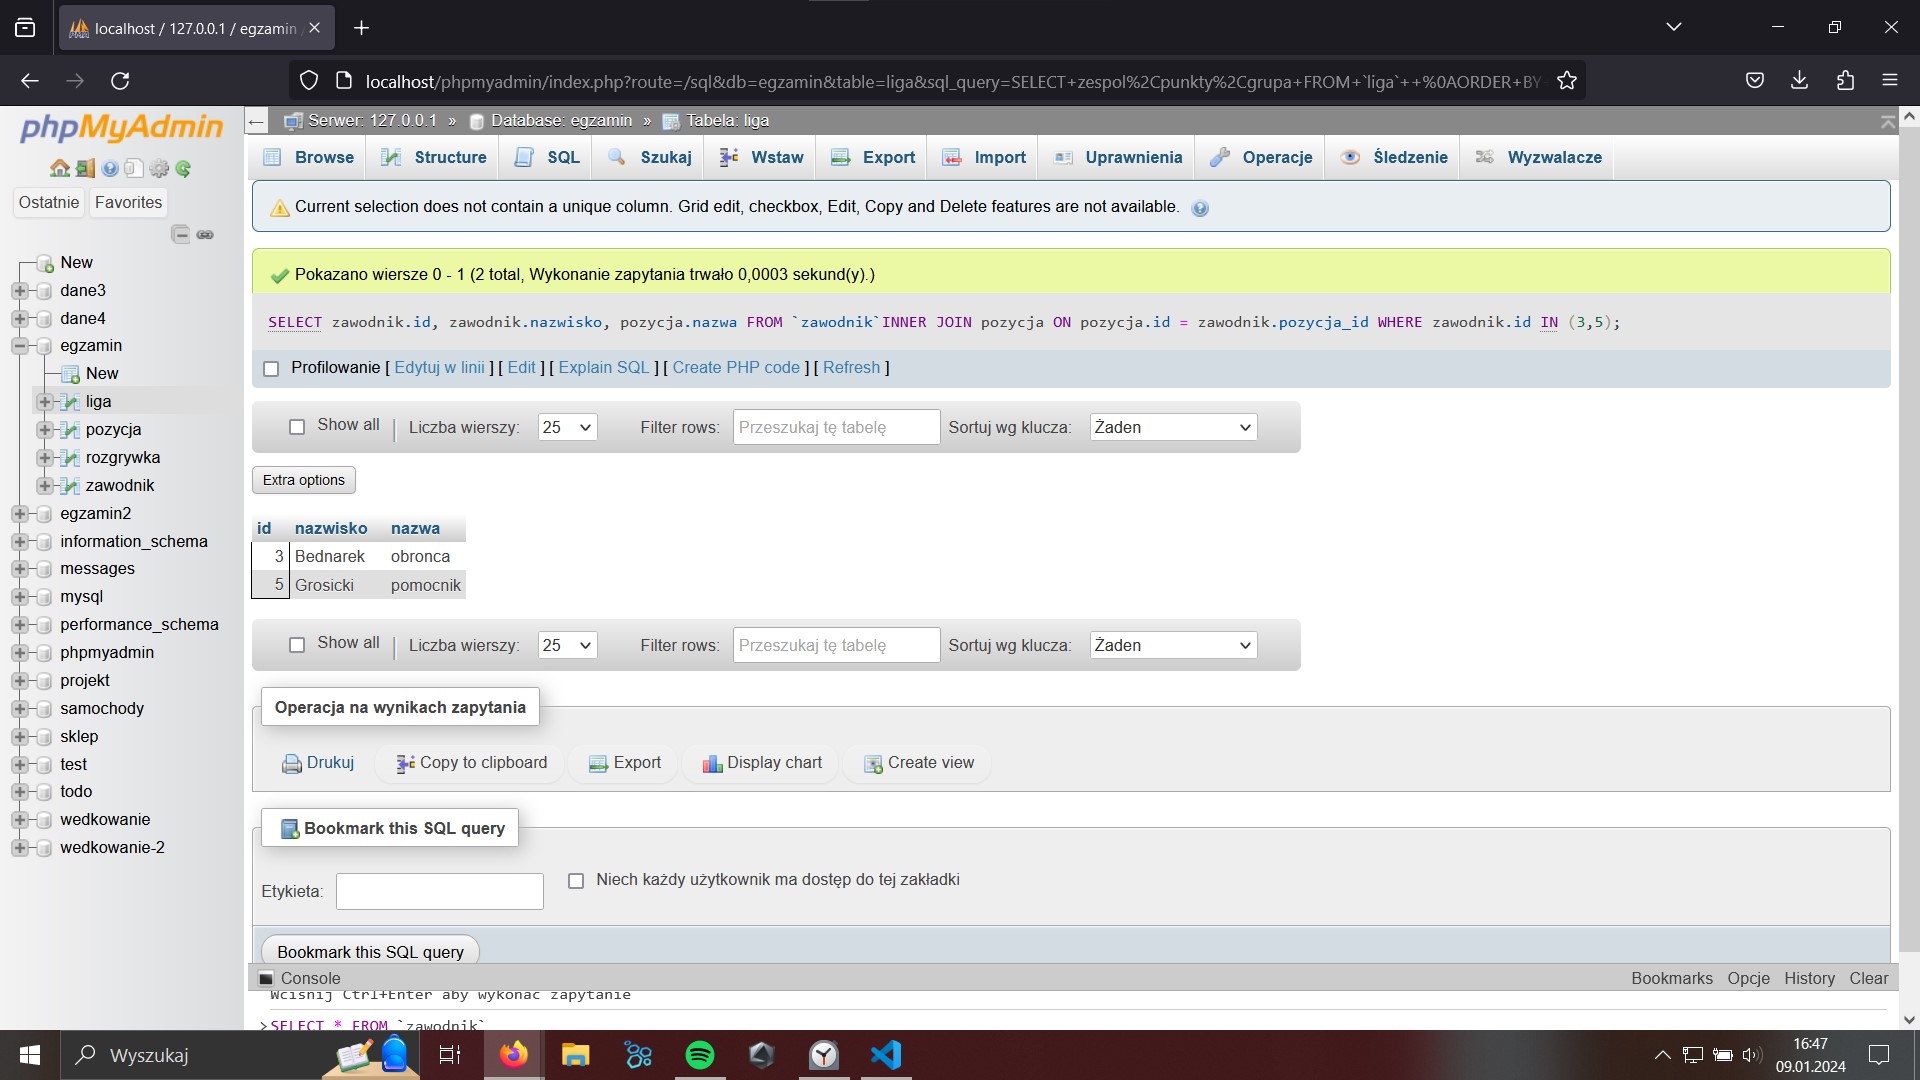 localhost / 127.0.0.1 / egzamin
localhost/phpmyadmin/index.php?route=/sql&db=egzamin&table=liga&sql_query=SELECT+zespol%2Cpunkty%2Cgrupa+FROM+`liga`++%0AORDER+BY
phpMyAdmin
Ostatnie Favorites
New
dane3
dane4
egzamin
New
liga
pozycja
rozgrywka
zawodnik
egzamin2
information_schema
messages
mysql
performance_schema
phpmyadmin
projekt
samochody
sklep
test
todo
wedkowanie
wedkowanie-2
← Serwer: 127.0.0.1 » Database: egzamin » Tabela: liga
Browse Structure SQL Szukaj Wstaw Export Import Uprawnienia Operacje Śledzenie Wyzwalacze
Current selection does not contain a unique column. Grid edit, checkbox, Edit, Copy and Delete features are not available.
Pokazano wiersze 0 - 1 (2 total, Wykonanie zapytania trwało 0,0003 sekund(y).)
SELECT zawodnik.id, zawodnik.nazwisko, pozycja.nazwa FROM `zawodnik`INNER JOIN pozycja ON pozycja.id = zawodnik.pozycja_id WHERE zawodnik.id IN (3,5);
Profilowanie [ Edytuj w linii ] [ Edit ] [ Explain SQL ] [ Create PHP code ] [ Refresh ]
Show all | Liczba wierszy: 25 Filter rows: Przeszukaj tę tabelę Sortuj wg klucza: Żaden
Extra options
id nazwisko nazwa
3 Bednarek obronca
5 Grosicki pomocnik
Show all | Liczba wierszy: 25 Filter rows: Przeszukaj tę tabelę Sortuj wg klucza: Żaden
Operacja na wynikach zapytania
Drukuj Copy to clipboard Export Display chart Create view
Bookmark this SQL query
Etykieta: Niech każdy użytkownik ma dostęp do tej zakładki
Bookmark this SQL query
Console Bookmarks Opcje History Clear
Wciśnij Ctrl+Enter aby wykonać zapytanie
>SELECT * FROM `zawodnik`
Wyszukaj
16:47
09.01.2024